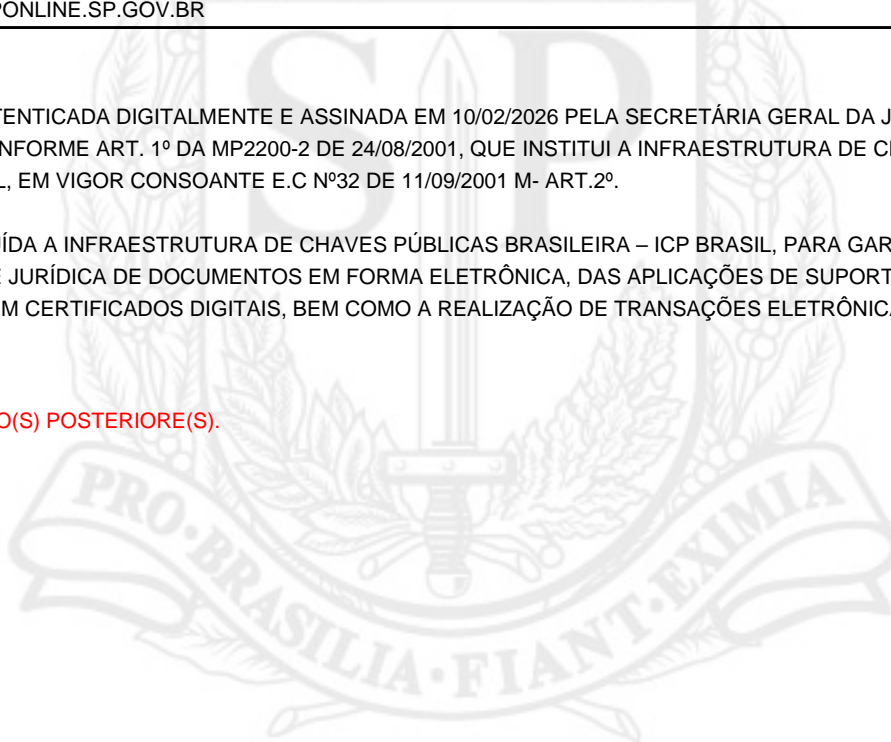 PONLINE.SP.GOV.BR
TENTICADA DIGITALMENTE E ASSINADA EM 10/02/2026 PELA SECRETÁRIA GERAL DA J
NFORME ART. 1º DA MP2200-2 DE 24/08/2001, QUE INSTITUI A INFRAESTRUTURA DE C
L, EM VIGOR CONSOANTE E.C Nº32 DE 11/09/2001 M- ART.2º.
ÍDA A INFRAESTRUTURA DE CHAVES PÚBLICAS BRASILEIRA – ICP BRASIL, PARA GAR
E JURÍDICA DE DOCUMENTOS EM FORMA ELETRÔNICA, DAS APLICAÇÕES DE SUPORT
M CERTIFICADOS DIGITAIS, BEM COMO A REALIZAÇÃO DE TRANSAÇÕES ELETRÔNICA
O(S) POSTERIORE(S).
SP
PRO·BRASILIA·FIANT·EXIMIA